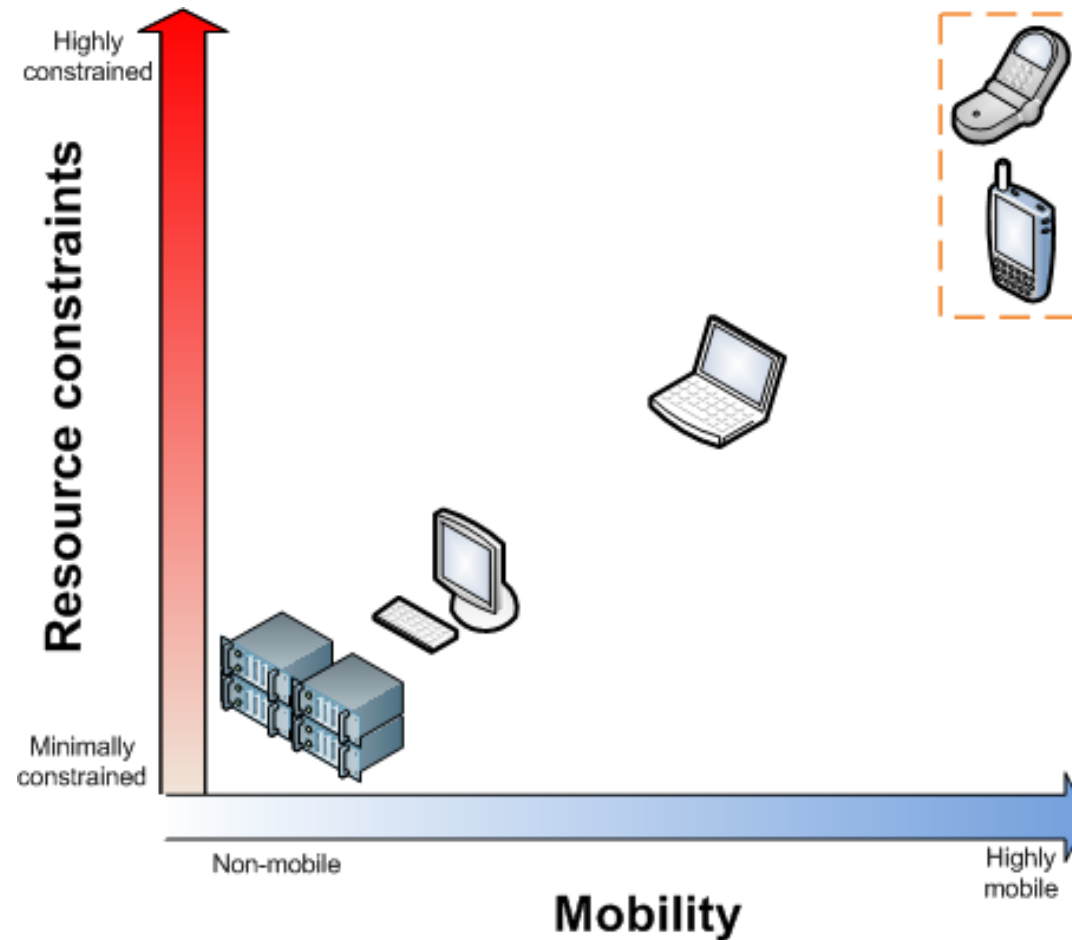 Highly
constrained
Resource constraints
Minimally
constrained
Non-mobile
Highly
mobile
Mobility